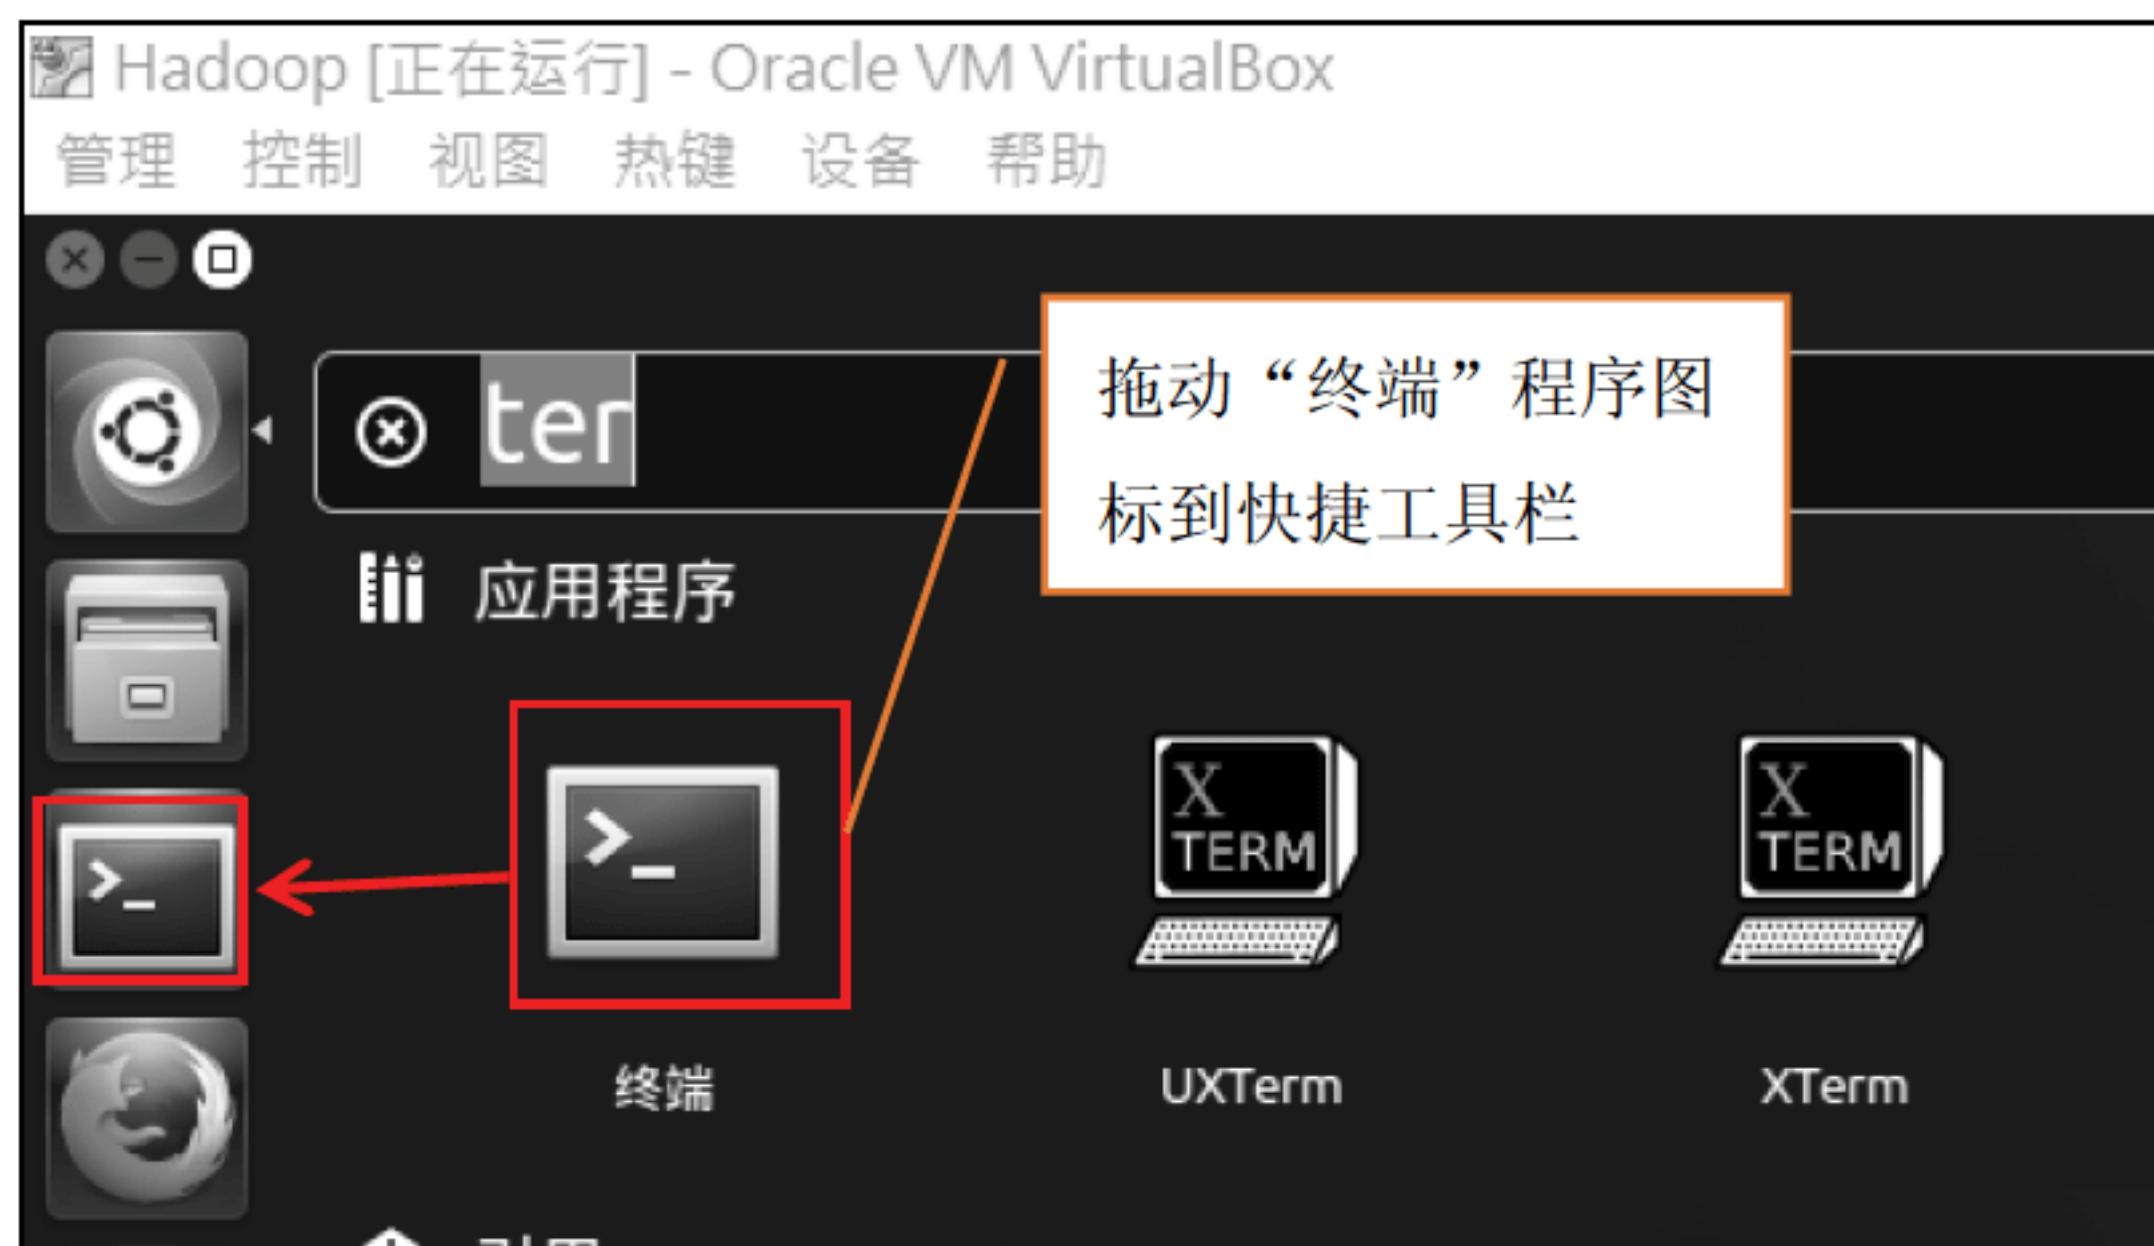 Hadoop [正在运行] - Oracle VM VirtualBox
管理 控制 视图 热键 设备 帮助
ter
拖动“终端”程序图
标到快捷工具栏
应用程序
X
TERM
X
TERM
终端 UXTerm XTerm